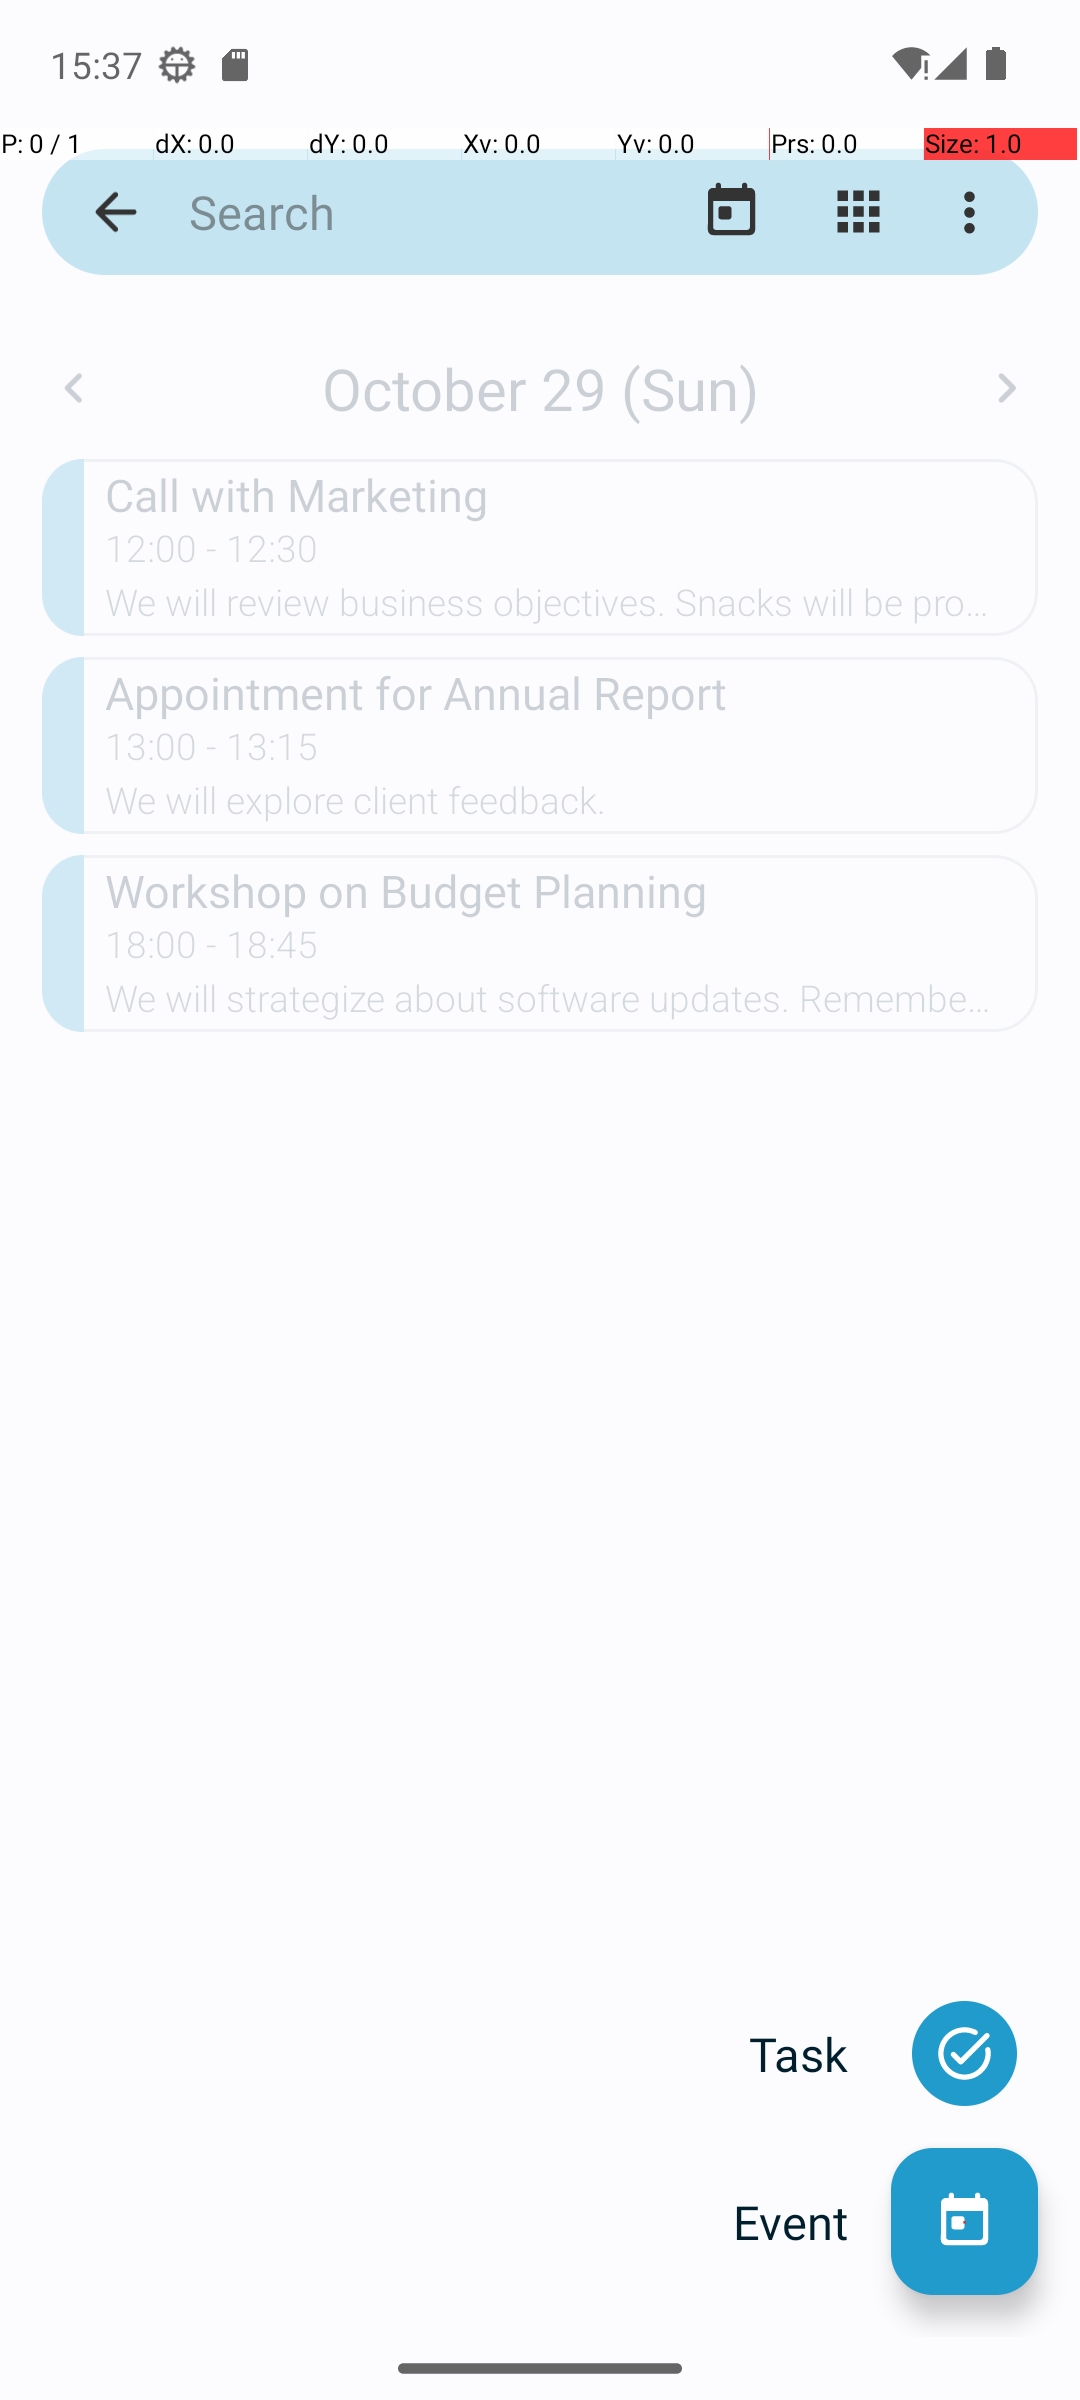 15:37
P: 0 / 1 dX: 0.0 dY: 0.0 Xv: 0.0 Yv: 0.0 Prs: 0.0 Size: 1.0
Search
October 29 (Sun)
Call with Marketing
12:00 - 12:30
We will review business objectives. Snacks will be pro…
Appointment for Annual Report
13:00 - 13:15
We will explore client feedback.
Workshop on Budget Planning
18:00 - 18:45
We will strategize about software updates. Remembe…
Task
Event